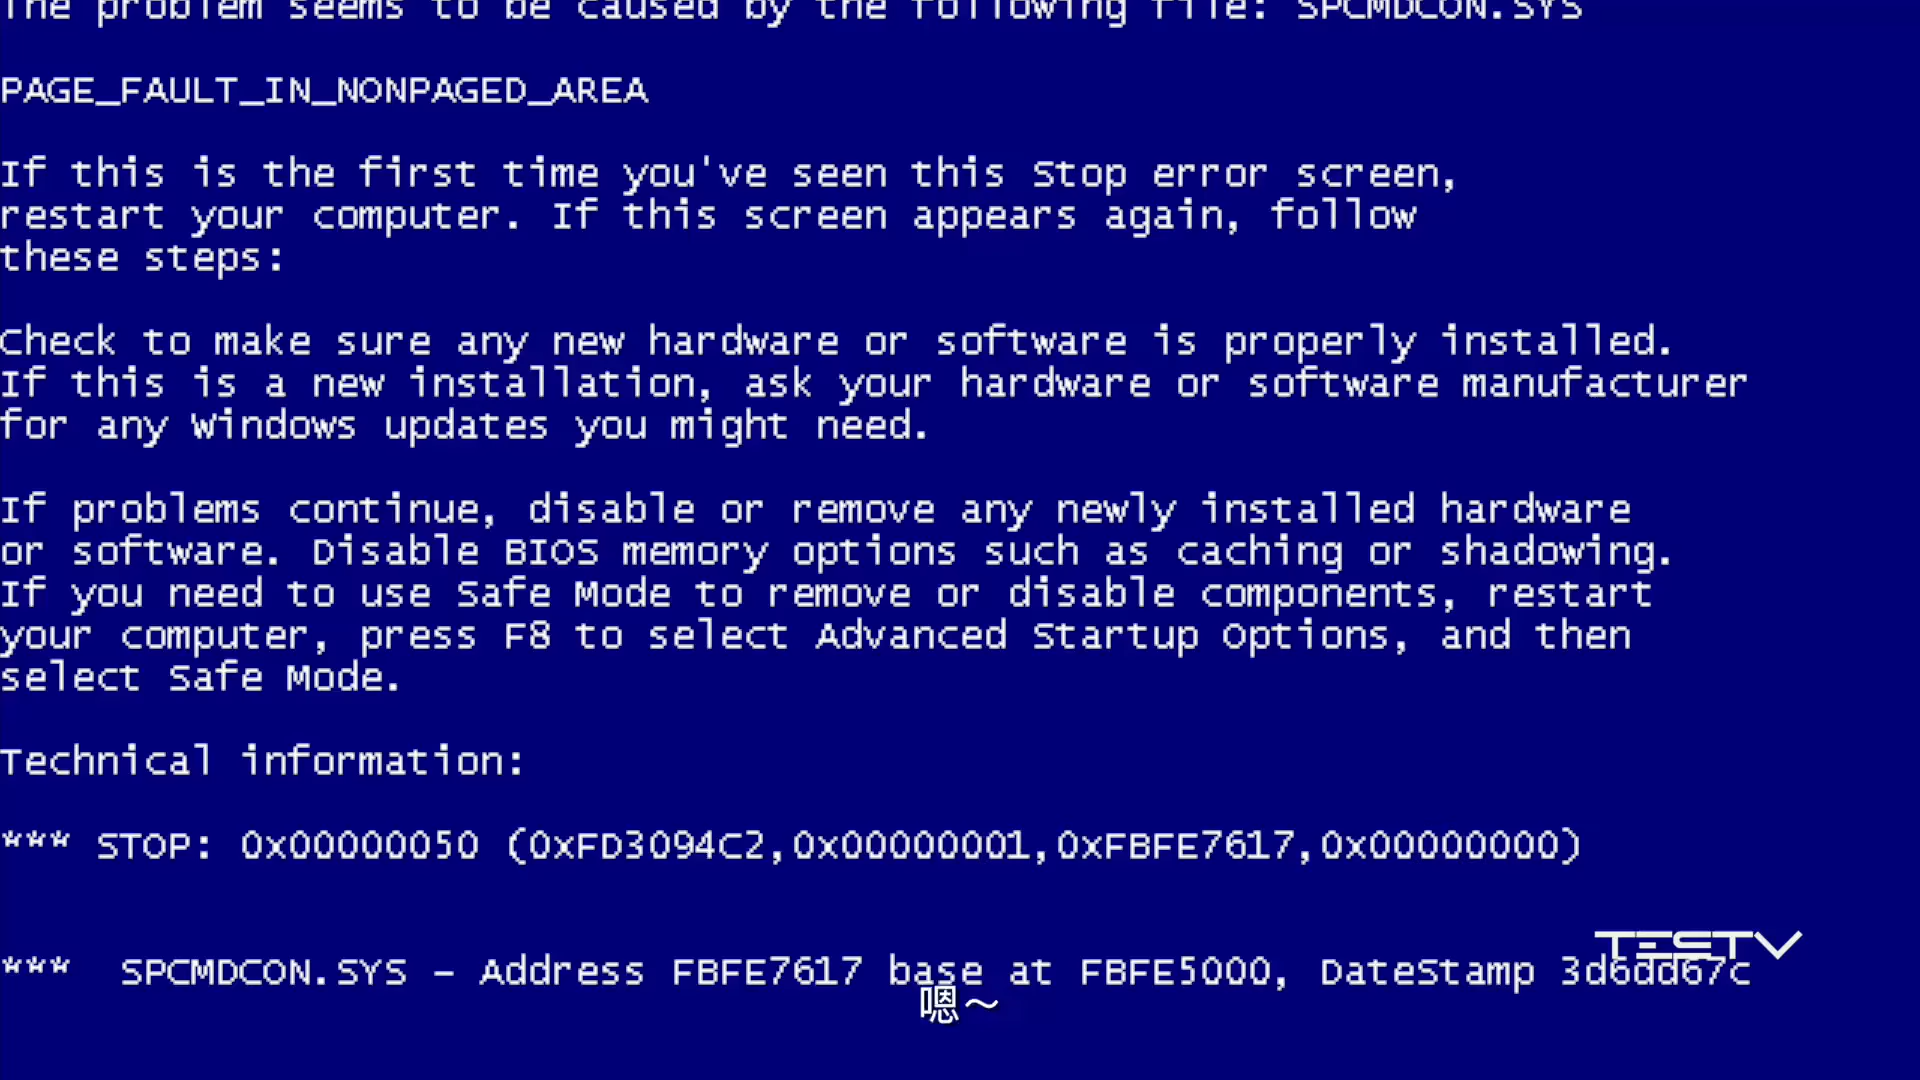 The problem seems to be caused by the following file: SPCMDCON.SYS
PAGE_FAULT_IN_NONPAGED_AREA
If this is the first time you've seen this Stop error screen,
restart your computer. If this screen appears again, follow
these steps:
Check to make sure any new hardware or software is properly installed.
If this is a new installation, ask your hardware or software manufacturer
for any Windows updates you might need.
If problems continue, disable or remove any newly installed hardware
or software. Disable BIOS memory options such as caching or shadowing.
If you need to use Safe Mode to remove or disable components, restart
your computer, press F8 to select Advanced Startup Options, and then
select Safe Mode.
Technical information:
*** STOP: 0x00000050 (0xFD3094C2,0x00000001,0xFBFE7617,0x00000000)
TESTV
*** SPCMDCON.SYS - Address FBFE7617 base at FBFE5000, DateStamp 3d6dd67c
嗯～